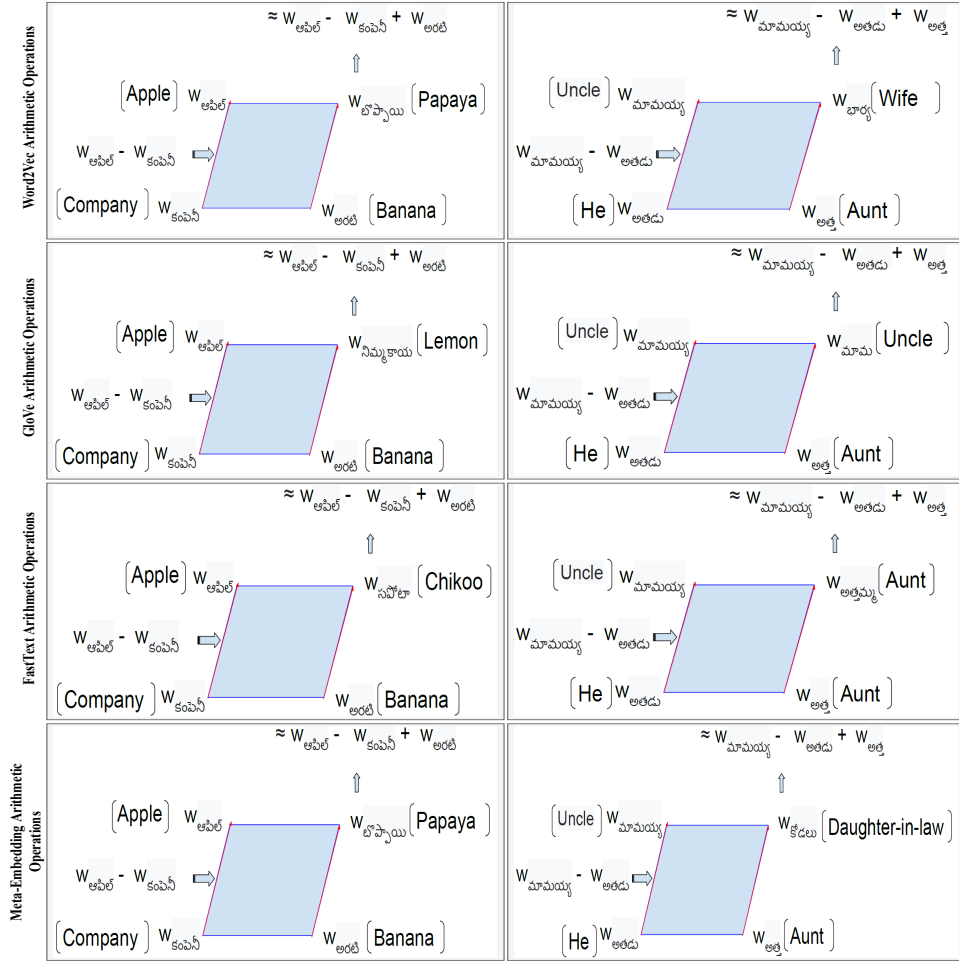 Word2Vec Arithmetic Operations
≈ wఆపిల్ - wకంపెనీ + wఅరటి
(Apple) wఆపిల్
wబొప్పాయి (Papaya)
wఆపిల్ - wకంపెనీ
(Company) wకంపెనీ
wఅరటి (Banana)
≈ wమామయ్య - wఅతడు + wఅత్త
(Uncle) wమామయ్య
wభార్య (Wife)
wమామయ్య - wఅతడు
(He) wఅతడు
wఅత్త (Aunt)
GloVe Arithmetic Operations
≈ wఆపిల్ - wకంపెనీ + wఅరటి
(Apple) wఆపిల్
wనిమ్మకాయ (Lemon)
wఆపిల్ - wకంపెనీ
(Company) wకంపెనీ
wఅరటి (Banana)
≈ wమామయ్య - wఅతడు + wఅత్త
(Uncle) wమామయ్య
wమామ (Uncle)
wమామయ్య - wఅతడు
(He) wఅతడు
wఅత్త (Aunt)
FastText Arithmetic Operations
≈ wఆపిల్ - wకంపెనీ + wఅరటి
(Apple) wఆపిల్
wసపోటా (Chikoo)
wఆపిల్ - wకంపెనీ
(Company) wకంపెనీ
wఅరటి (Banana)
≈ wమామయ్య - wఅతడు + wఅత్త
(Uncle) wమామయ్య
wఅత్తమ్మ (Aunt)
wమామయ్య - wఅతడు
(He) wఅతడు
wఅత్త (Aunt)
Meta-Embedding Arithmetic
Operations
≈ wఆపిల్ - wకంపెనీ + wఅరటి
(Apple) wఆపిల్
wబొప్పాయి (Papaya)
wఆపిల్ - wకంపెనీ
(Company) wకంపెనీ
wఅరటి (Banana)
≈ wమామయ్య - wఅతడు + wఅత్త
(Uncle) wమామయ్య
wకోడలు (Daughter-in-law)
wమామయ్య - wఅతడు
(He) wఅతడు
wఅత్త (Aunt)